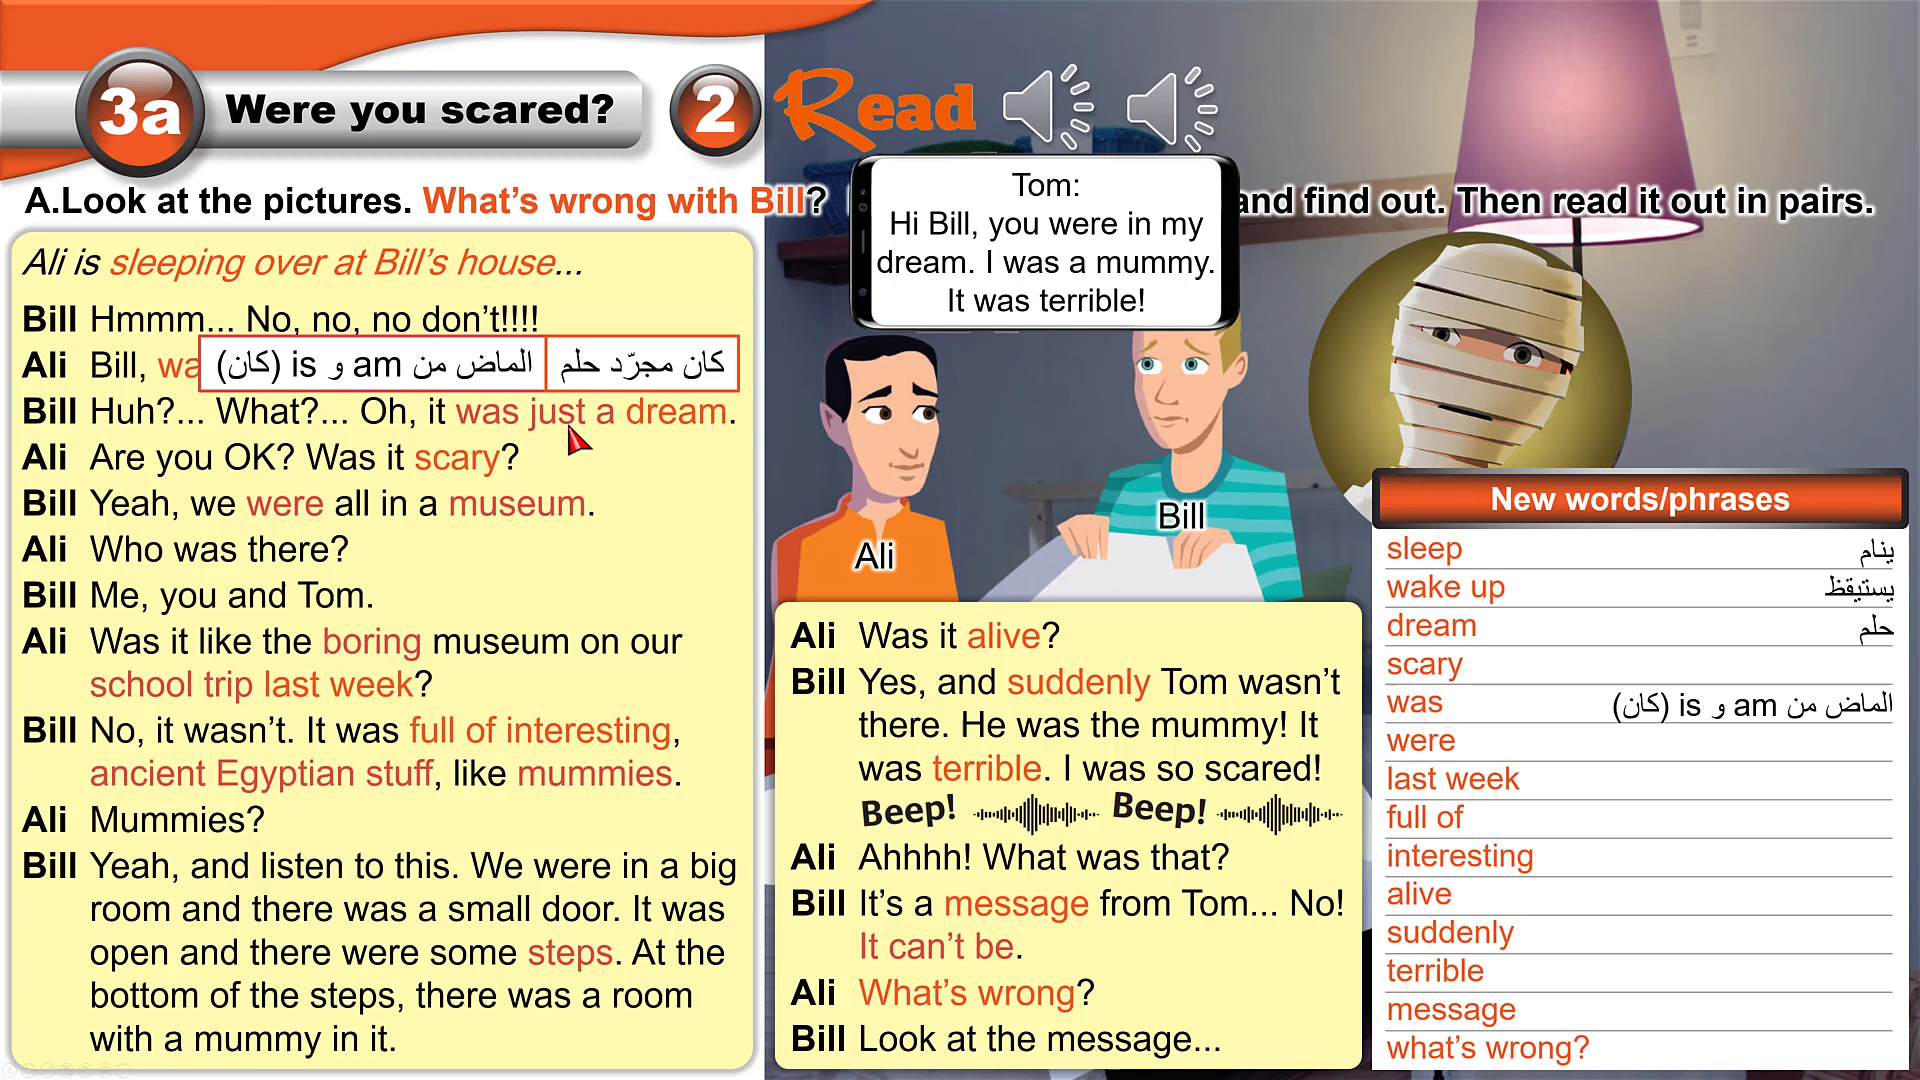 3a Were you scared?
2 Read
A.Look at the pictures. What's wrong with Bill? and find out. Then read it out in pairs.
Ali is sleeping over at Bill's house...
Bill Hmmm... No, no, no don't!!!!
Ali Bill, wa
كان مجرّد حلم
الماض من am و is (كان)
Bill Huh?... What?... Oh, it was just a dream.
Ali Are you OK? Was it scary?
Bill Yeah, we were all in a museum.
Ali Who was there?
Bill Me, you and Tom.
Ali Was it like the boring museum on our
school trip last week?
Bill No, it wasn't. It was full of interesting,
ancient Egyptian stuff, like mummies.
Ali Mummies?
Bill Yeah, and listen to this. We were in a big
room and there was a small door. It was
open and there were some steps. At the
bottom of the steps, there was a room
with a mummy in it.
Tom:
Hi Bill, you were in my
dream. I was a mummy.
It was terrible!
Ali
Bill
Ali Was it alive?
Bill Yes, and suddenly Tom wasn't
there. He was the mummy! It
was terrible. I was so scared!
Beep! Beep!
Ali Ahhhh! What was that?
Bill It's a message from Tom... No!
It can't be.
Ali What's wrong?
Bill Look at the message...
New words/phrases
sleep ينام
wake up يستيقظ
dream حلم
scary
was الماض من am و is (كان)
were
last week
full of
interesting
alive
suddenly
terrible
message
what's wrong?